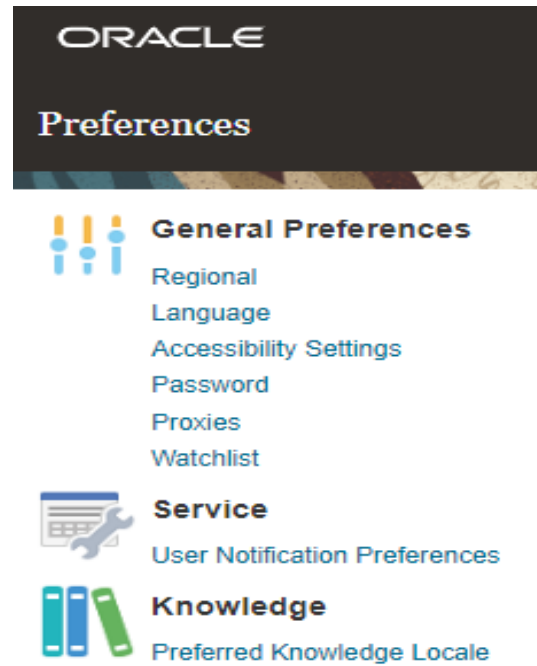 ORACLE
Preferences
General Preferences
Regional
Language
Accessibility Settings
Password
Proxies
Watchlist
Service
User Notification Preferences
Knowledge
Preferred Knowledge Locale